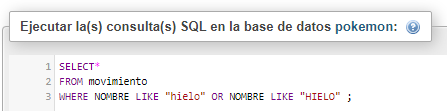 Ejecutar la(s) consulta(s) SQL en la base de datos pokemon:
1 SELECT*
2 FROM movimiento
3 WHERE NOMBRE LIKE "hielo" OR NOMBRE LIKE "HIELO" ;